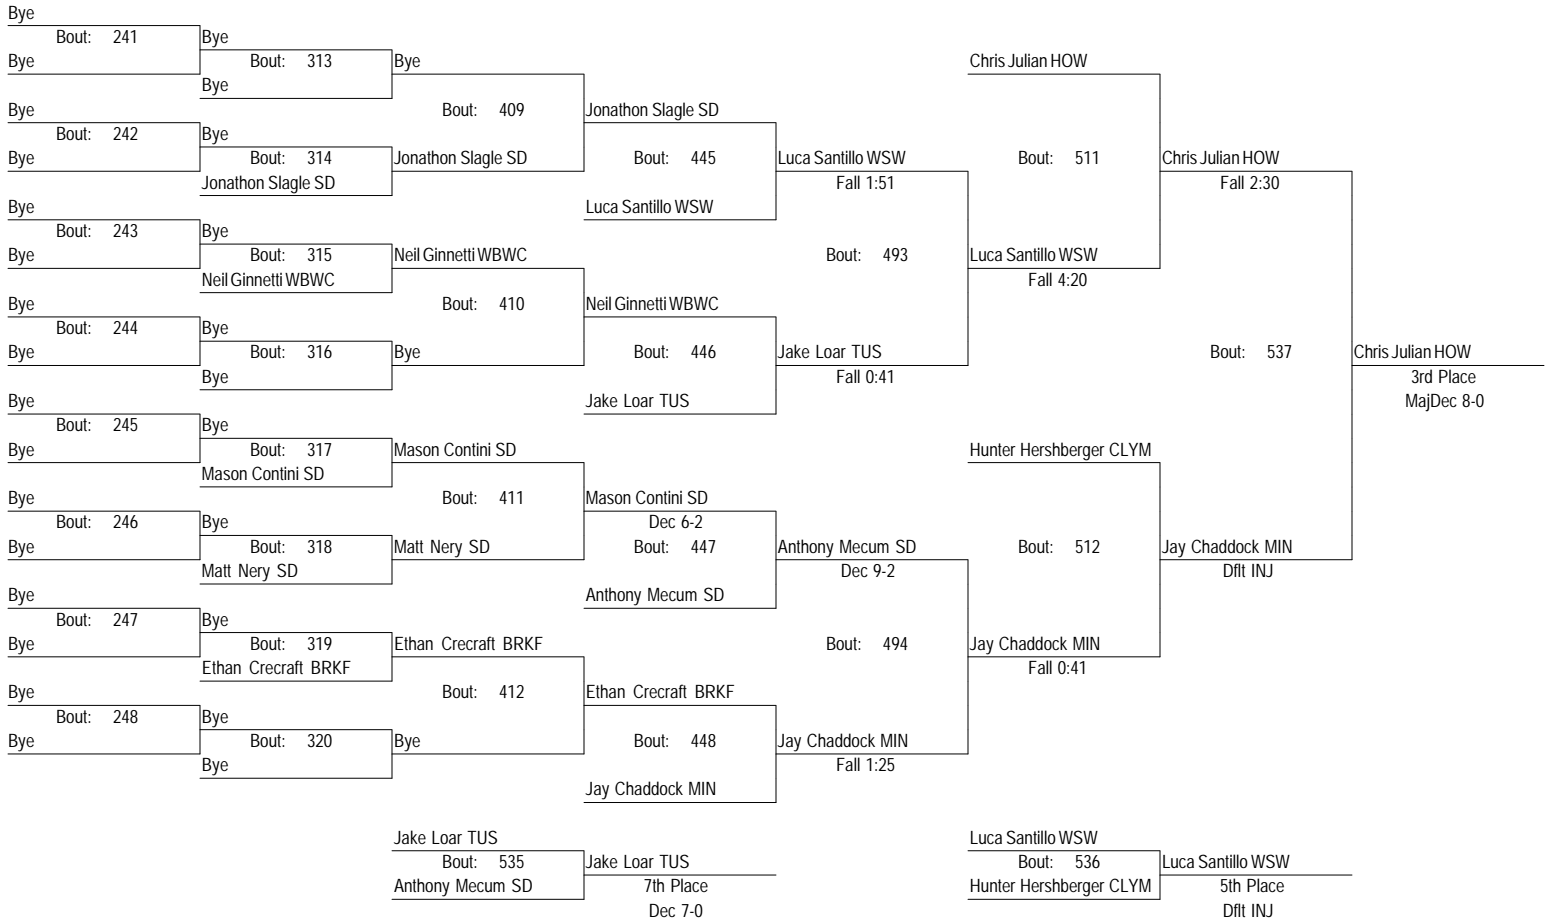 Bye
Bout: 241 Bye
Bye Bout: 313 Bye Chris Julian HOW
Bye
Bye Bout: 409 Jonathon Slagle SD
Bout: 242 Bye
Bye Bout: 314 Jonathon Slagle SD Bout: 445 Luca Santillo WSW Bout: 511 Chris Julian HOW
Jonathon Slagle SD Fall 1:51 Fall 2:30
Bye Luca Santillo WSW
Bout: 243 Bye
Bye Bout: 315 Neil Ginnetti WBWC Bout: 493 Luca Santillo WSW
Neil Ginnetti WBWC Fall 4:20
Bye Bout: 410 Neil Ginnetti WBWC
Bout: 244 Bye
Bye Bout: 316 Bye Bout: 446 Jake Loar TUS Bout: 537 Chris Julian HOW
Bye Fall 0:41 3rd Place
Bye Jake Loar TUS MajDec 8-0
Bout: 245 Bye
Bye Bout: 317 Mason Contini SD Hunter Hershberger CLYM
Mason Contini SD
Bye Bout: 411 Mason Contini SD
Bout: 246 Bye Dec 6-2
Bye Bout: 318 Matt Nery SD Bout: 447 Anthony Mecum SD Bout: 512 Jay Chaddock MIN
Matt Nery SD Dec 9-2 Dflt INJ
Bye Anthony Mecum SD
Bout: 247 Bye
Bye Bout: 319 Ethan Crecraft BRKF Bout: 494 Jay Chaddock MIN
Ethan Crecraft BRKF Fall 0:41
Bye Bout: 412 Ethan Crecraft BRKF
Bout: 248 Bye
Bye Bout: 320 Bye Bout: 448 Jay Chaddock MIN
Bye Fall 1:25
Jay Chaddock MIN
Jake Loar TUS Luca Santillo WSW
Bout: 535 Jake Loar TUS Bout: 536 Luca Santillo WSW
Anthony Mecum SD 7th Place Hunter Hershberger CLYM 5th Place
Dec 7-0 Dflt INJ